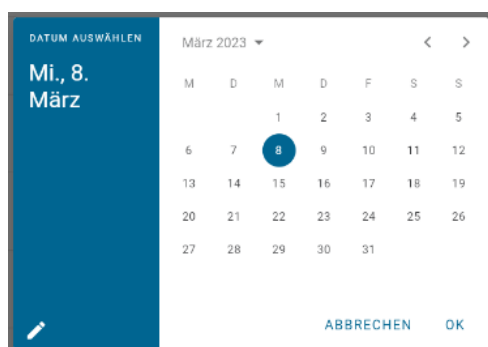 DATUM AUSWÄHLEN
Mi., 8.
März
März 2023
M D M D F S S
1 2 3 4 5
6 7 8 9 10 11 12
13 14 15 16 17 18 19
20 21 22 23 24 25 26
27 28 29 30 31
ABBRECHEN OK